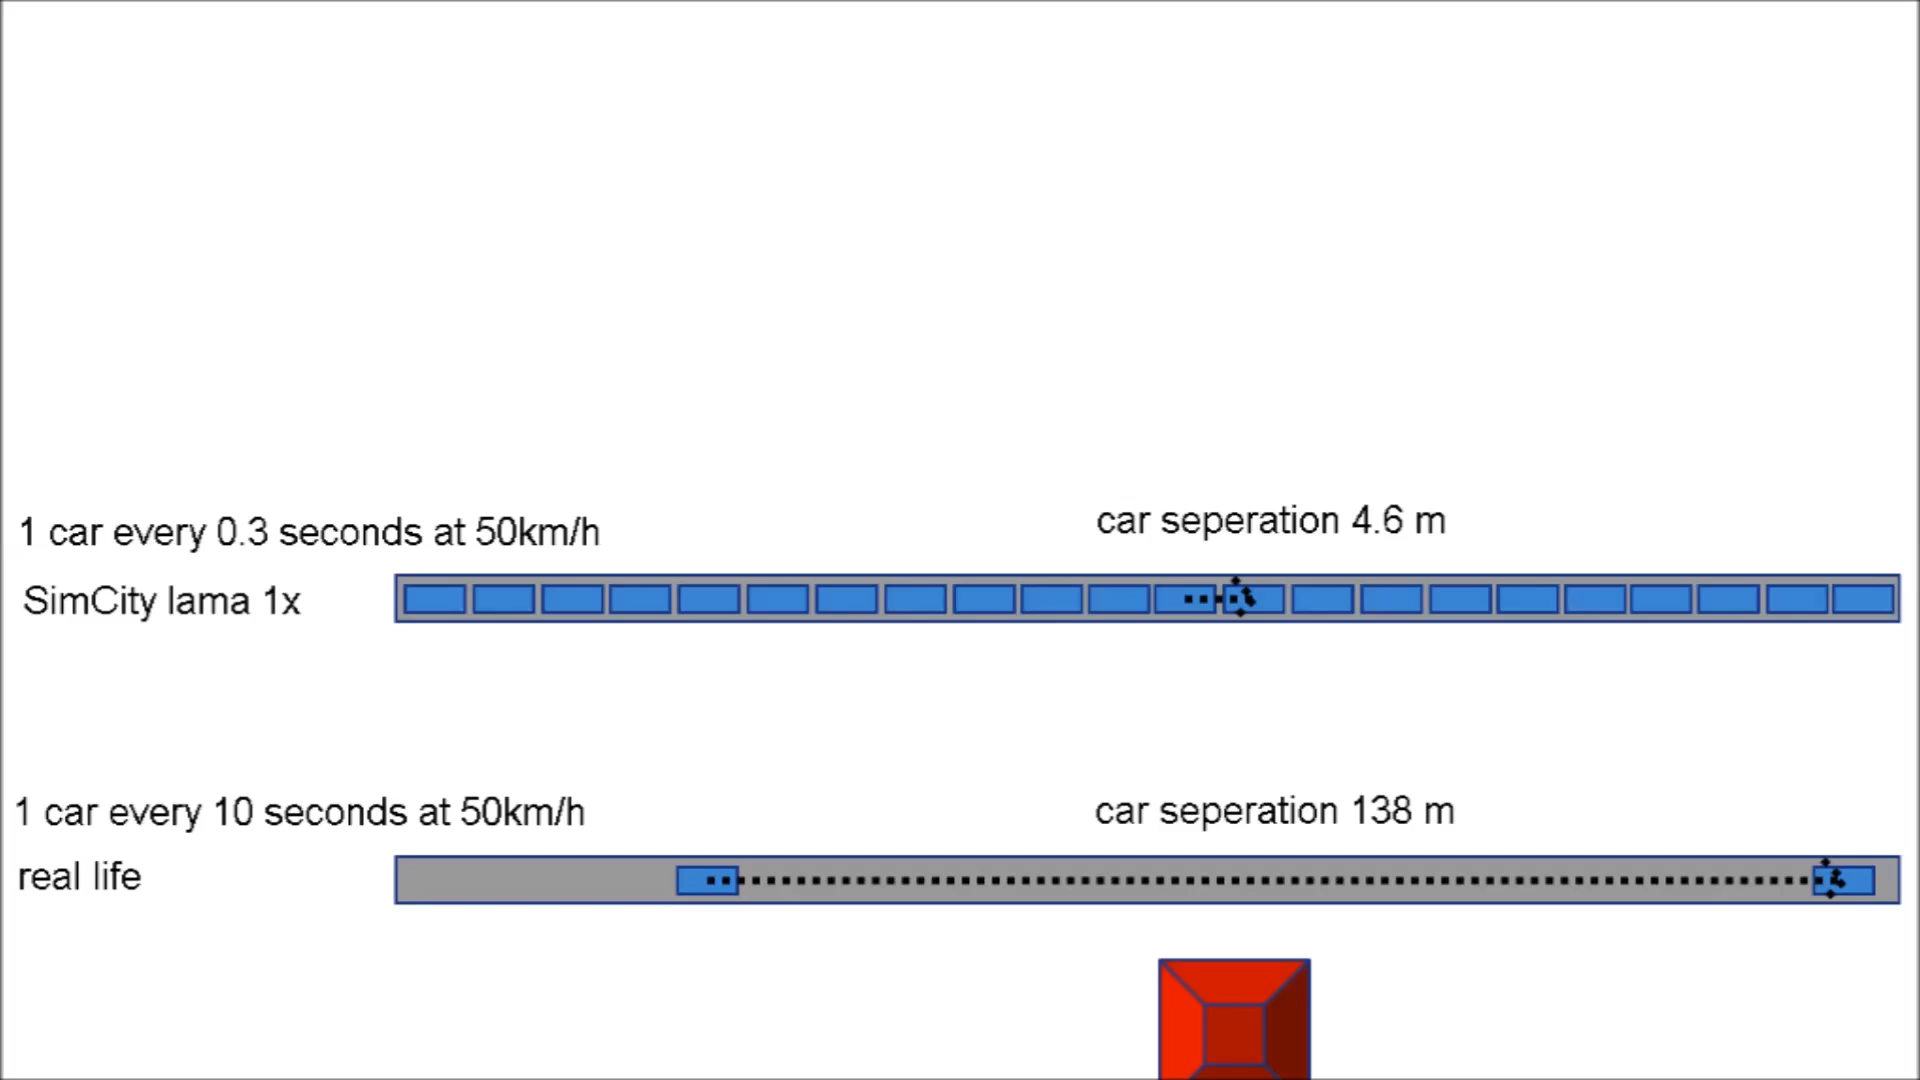 1 car every 0.3 seconds at 50km/h
car seperation 4.6 m
SimCity lama 1x
1 car every 10 seconds at 50km/h
car seperation 138 m
real life